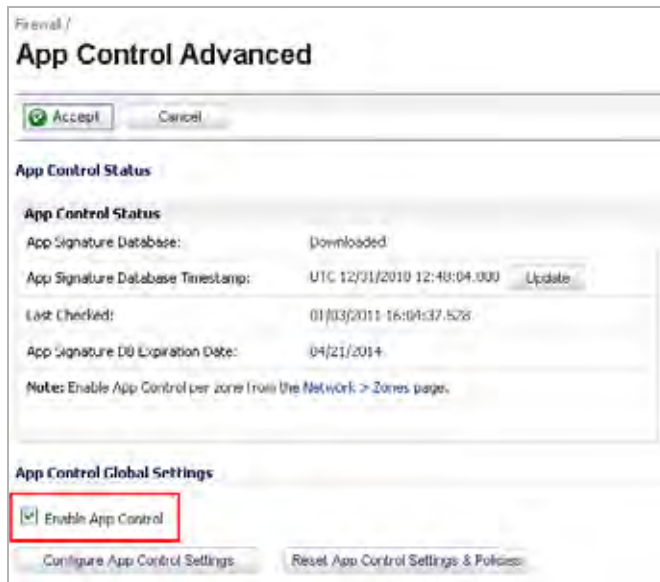 Firewall /
App Control Advanced
Accept Cancel
App Control Status
App Control Status
App Signature Database: Downloaded
App Signature Database Timestamp: UTC 12/31/2010 12:48:04.000 Update
Last Checked: 01/03/2011 16:04:37.528
App Signature DB Expiration Date: 04/21/2014
Note: Enable App Control per zone from the Network > Zones page.
App Control Global Settings
Enable App Control
Configure App Control Settings Reset App Control Settings & Policies